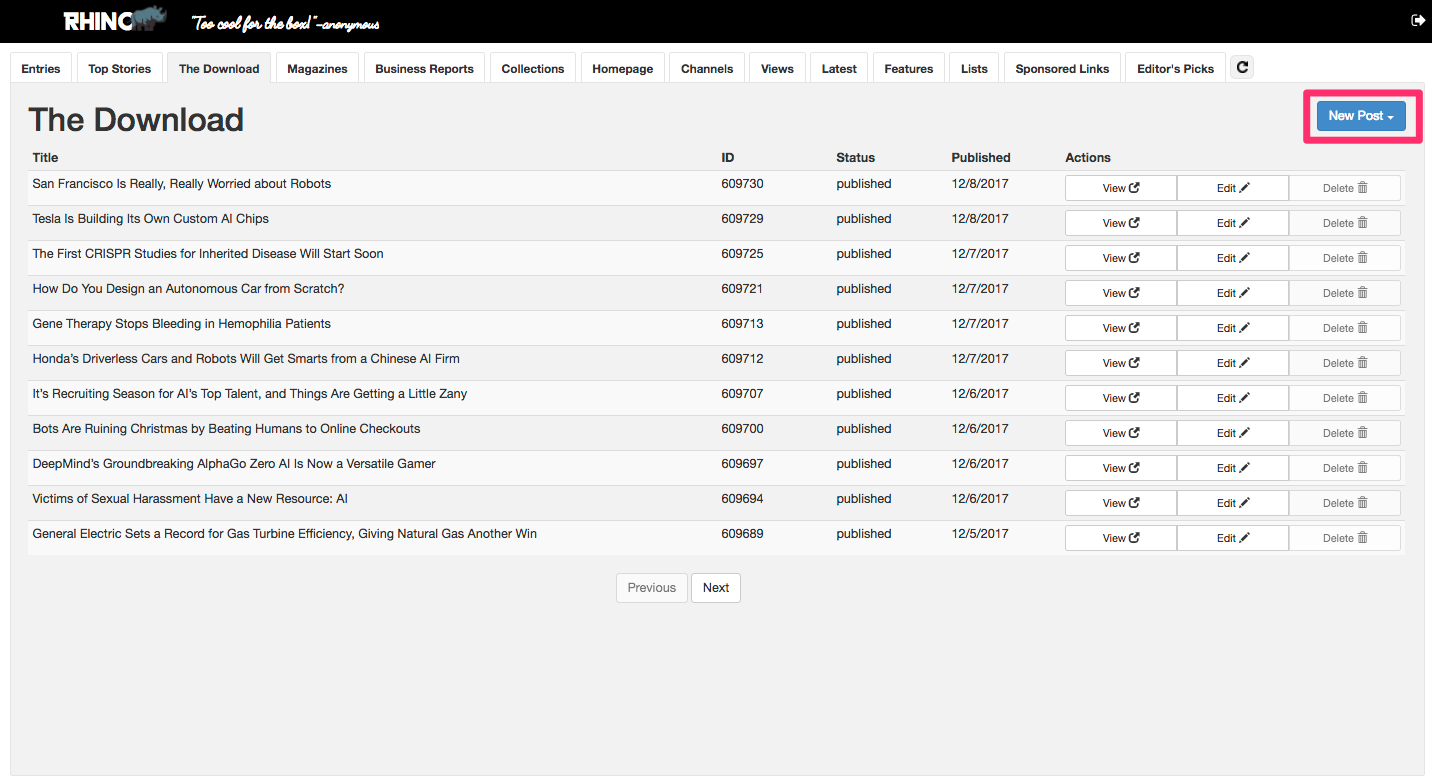 RHINO "Too cool for the box!" -anonymous
Entries Top Stories The Download Magazines Business Reports Collections Homepage Channels Views Latest Features Lists Sponsored Links Editor's Picks
The Download New Post
Title ID Status Published Actions
San Francisco Is Really, Really Worried about Robots 609730 published 12/8/2017 View Edit Delete
Tesla Is Building Its Own Custom AI Chips 609729 published 12/8/2017 View Edit Delete
The First CRISPR Studies for Inherited Disease Will Start Soon 609725 published 12/7/2017 View Edit Delete
How Do You Design an Autonomous Car from Scratch? 609721 published 12/7/2017 View Edit Delete
Gene Therapy Stops Bleeding in Hemophilia Patients 609713 published 12/7/2017 View Edit Delete
Honda’s Driverless Cars and Robots Will Get Smarts from a Chinese AI Firm 609712 published 12/7/2017 View Edit Delete
It’s Recruiting Season for AI’s Top Talent, and Things Are Getting a Little Zany 609707 published 12/6/2017 View Edit Delete
Bots Are Ruining Christmas by Beating Humans to Online Checkouts 609700 published 12/6/2017 View Edit Delete
DeepMind’s Groundbreaking AlphaGo Zero AI Is Now a Versatile Gamer 609697 published 12/6/2017 View Edit Delete
Victims of Sexual Harassment Have a New Resource: AI 609694 published 12/6/2017 View Edit Delete
General Electric Sets a Record for Gas Turbine Efficiency, Giving Natural Gas Another Win 609689 published 12/5/2017 View Edit Delete
Previous Next